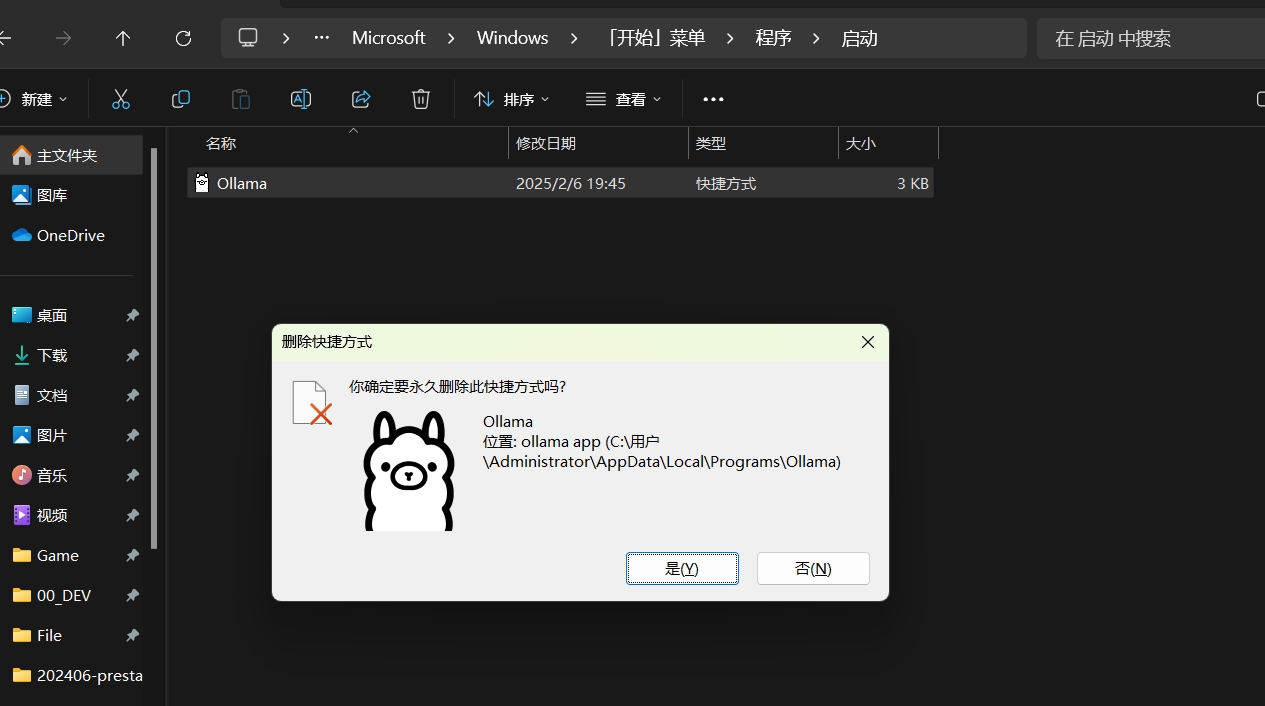 Microsoft > Windows > 「开始」菜单 > 程序 > 启动
在 启动 中搜索
新建
排序
查看
名称 修改日期 类型 大小
主文件夹
Ollama 2025/2/6 19:45 快捷方式 3 KB
图库
OneDrive
桌面
下载
文档
图片
音乐
视频
Game
00_DEV
File
202406-presta
删除快捷方式
你确定要永久删除此快捷方式吗?
Ollama
位置: ollama app (C:\用户
\Administrator\AppData\Local\Programs\Ollama)
是(Y)
否(N)